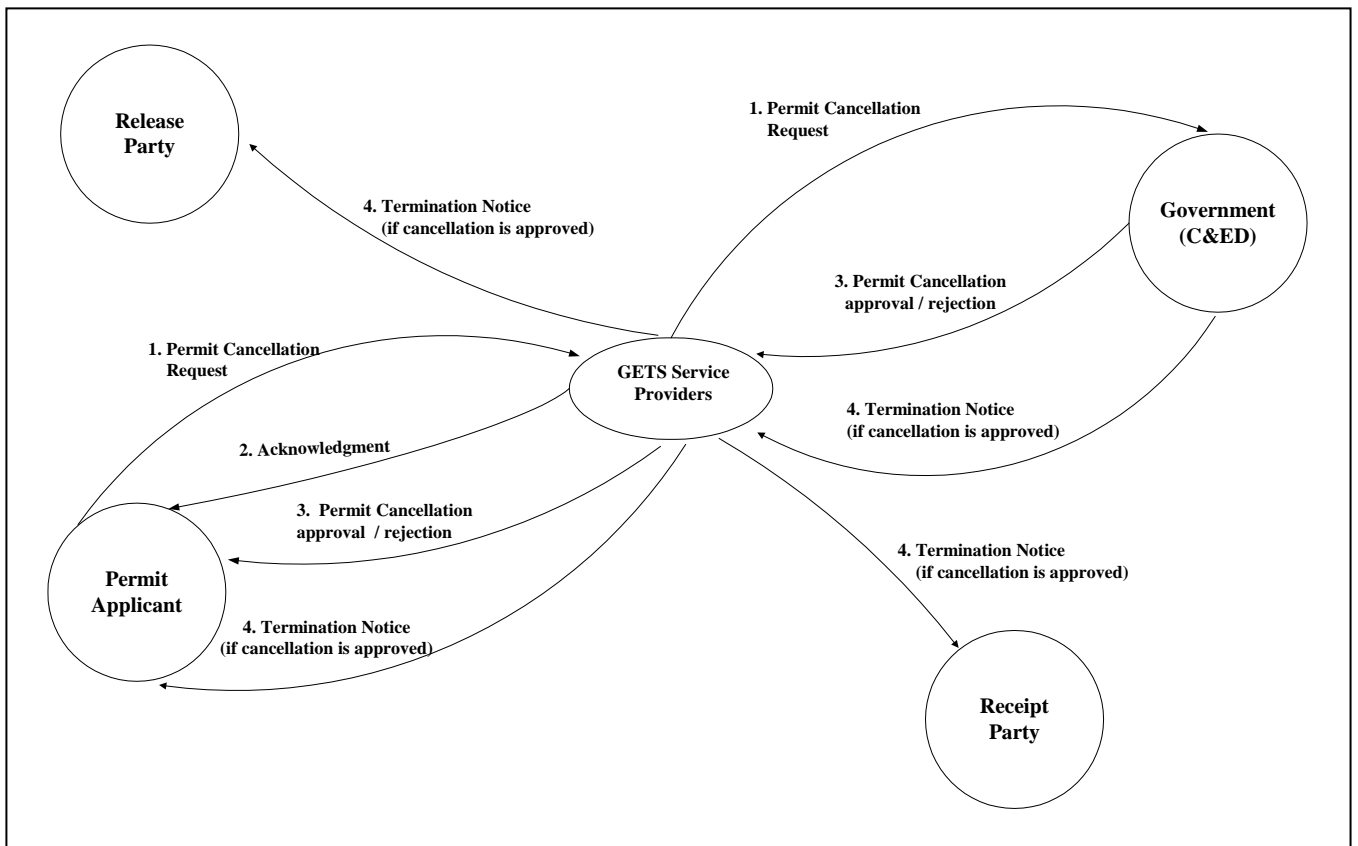 Release
Party
1. Permit Cancellation
Request
Government
(C&ED)
4. Termination Notice
(if cancellation is approved)
3. Permit Cancellation
approval / rejection
1. Permit Cancellation
Request
GETS Service
Providers
4. Termination Notice
(if cancellation is approved)
2. Acknowledgment
3. Permit Cancellation
approval / rejection
4. Termination Notice
(if cancellation is approved)
Permit
Applicant
4. Termination Notice
(if cancellation is approved)
Receipt
Party